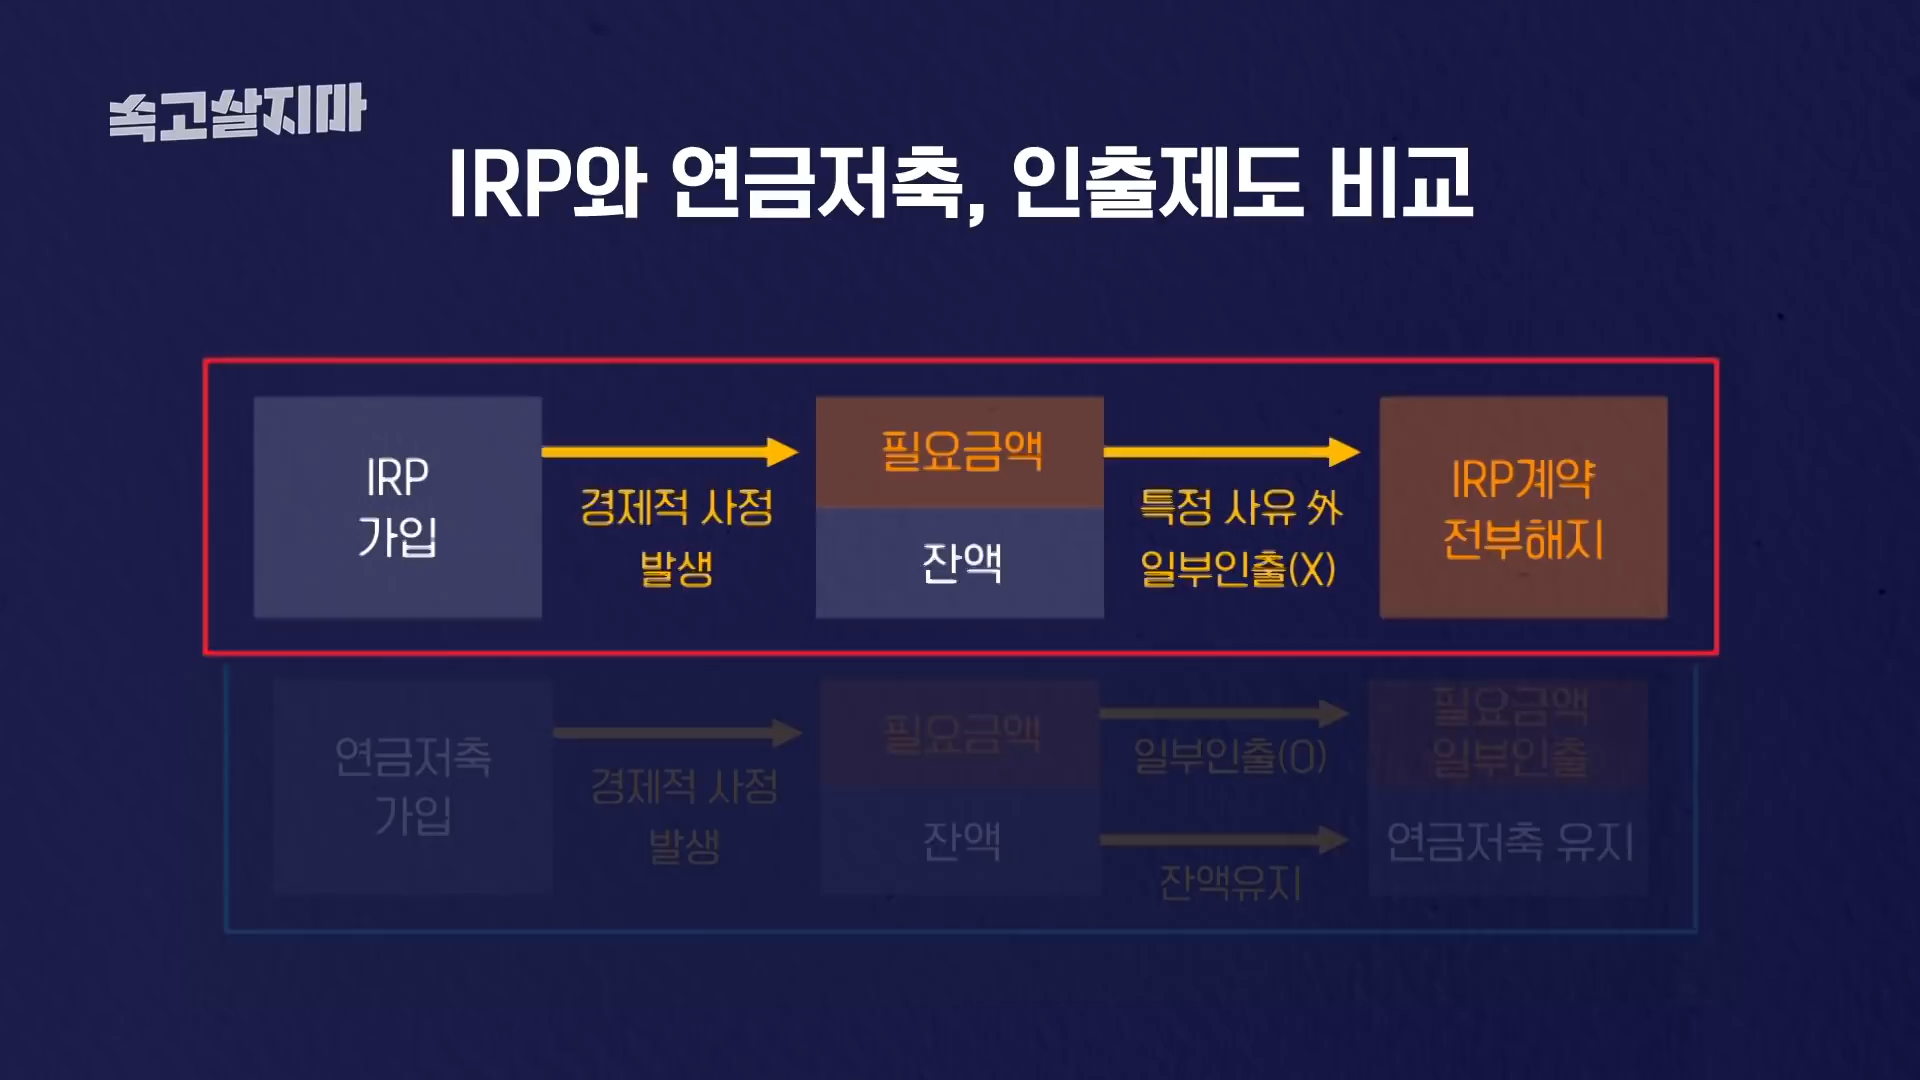 속고살지마
IRP와 연금저축, 인출제도 비교
IRP
가입
경제적 사정
발생
필요금액
잔액
특정 사유 外
일부인출(X)
IRP계약
전부해지
연금저축
가입
경제적 사정
발생
필요금액
잔액
일부인출(O)
잔액유지
필요금액
일부인출
연금저축 유지